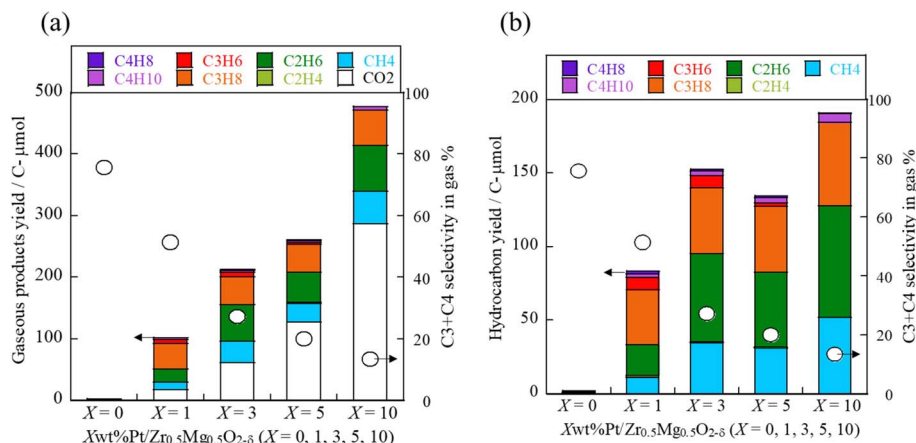 (a)
C4H8 C3H6 C2H6 CH4
C4H10 C3H8 C2H4 CO2
Gaseous products yield / C- μmol
500
400
300
200
100
0
100
80
60
40
20
0
C3+C4 selectivity in gas %
X = 0 X = 1 X = 3 X = 5 X = 10
Xwt%Pt/Zr0.5Mg0.5O2-δ (X = 0, 1, 3, 5, 10)
(b)
C4H8 C3H6 C2H6 CH4
C4H10 C3H8 C2H4
Hydrocarbon yield / C- μmol
200
150
100
50
0
100
80
60
40
20
0
C3+C4 selectivity in gas %
X = 0 X = 1 X = 3 X = 5 X = 10
Xwt%Pt/Zr0.5Mg0.5O2-δ (X = 0, 1, 3, 5, 10)